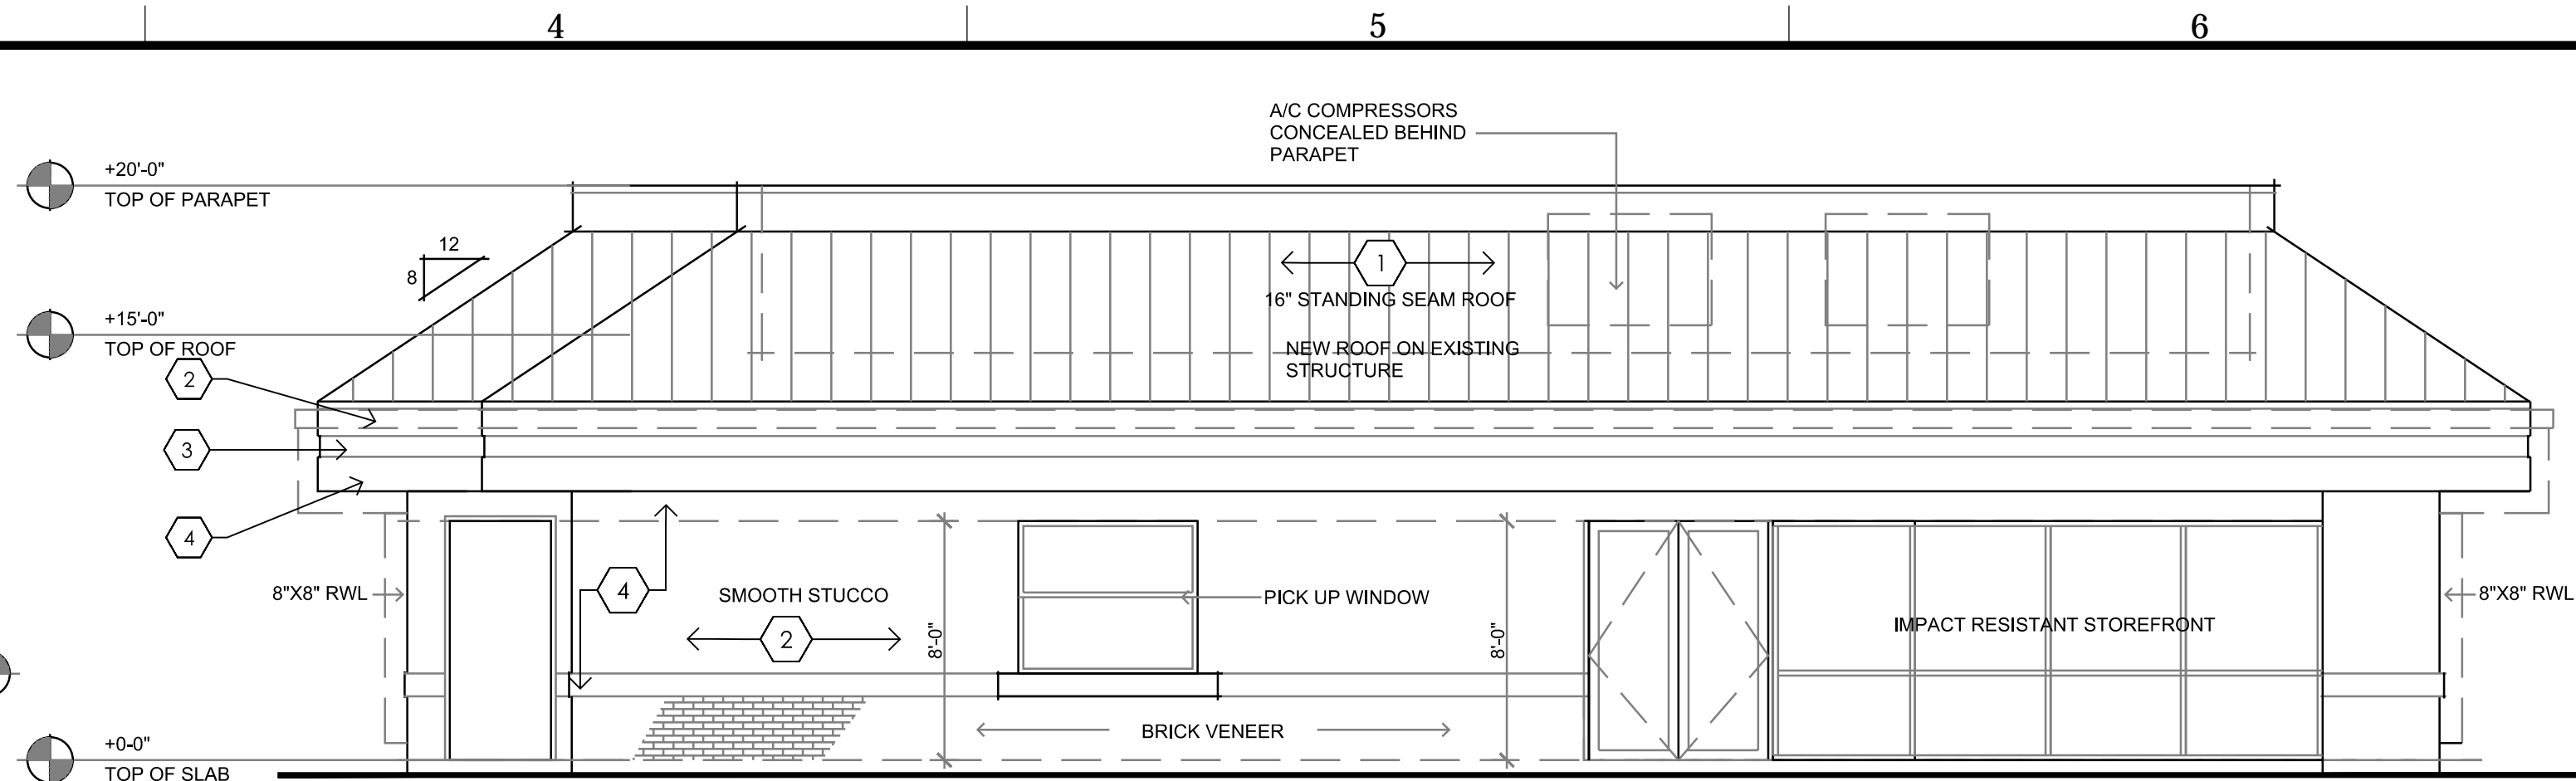 4 5 6
A/C COMPRESSORS
CONCEALED BEHIND
PARAPET
+20'-0"
TOP OF PARAPET
12
8
1
16" STANDING SEAM ROOF
+15'-0"
TOP OF ROOF
NEW ROOF ON EXISTING
STRUCTURE
2
3
4
8"X8" RWL
4
SMOOTH STUCCO
2
8'-0"
PICK UP WINDOW
8'-0"
IMPACT RESISTANT STOREFRONT
8"X8" RWL
BRICK VENEER
+0-0"
TOP OF SLAB